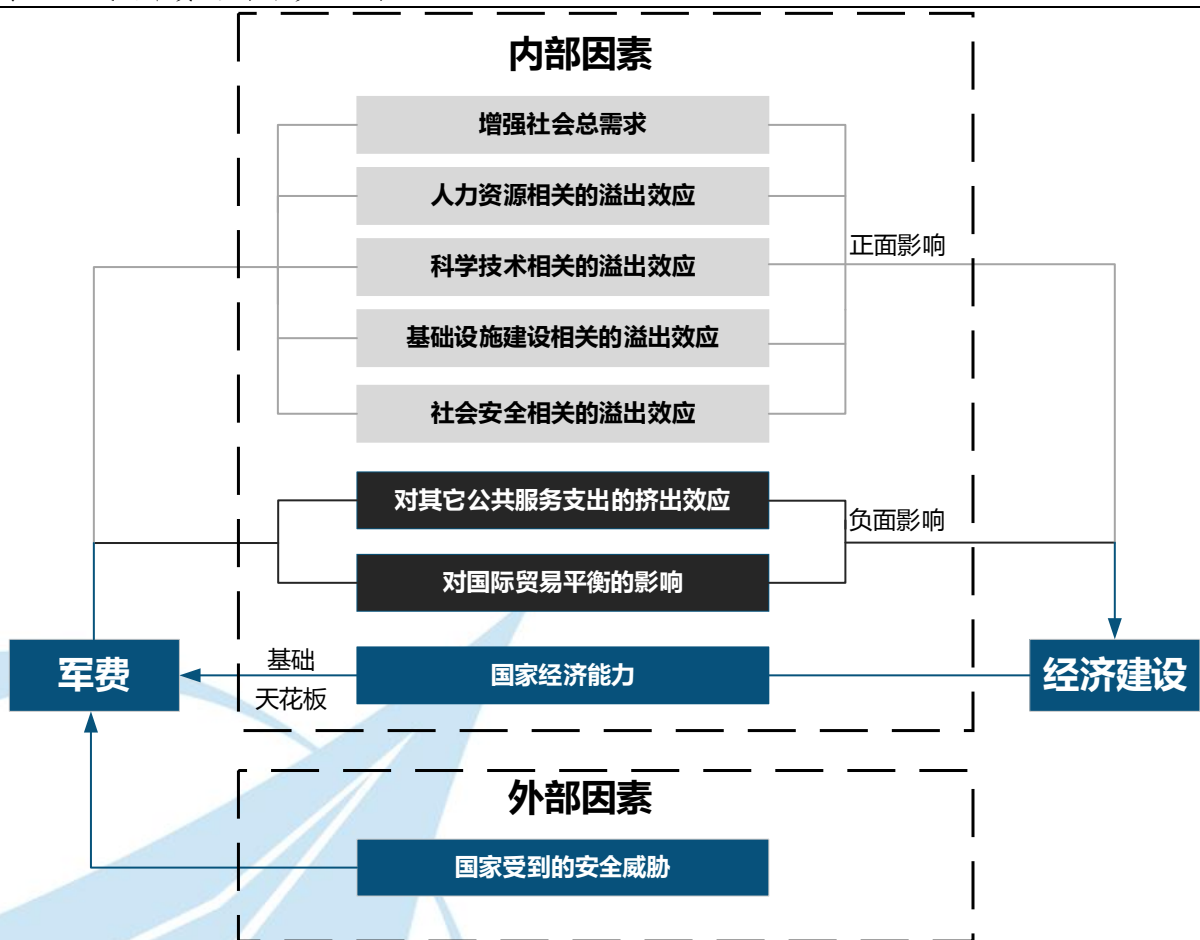 内部因素
增强社会总需求
人力资源相关的溢出效应
科学技术相关的溢出效应
正面影响
基础设施建设相关的溢出效应
社会安全相关的溢出效应
对其它公共服务支出的挤出效应
负面影响
对国际贸易平衡的影响
军费
基础
天花板
国家经济能力
经济建设
外部因素
国家受到的安全威胁